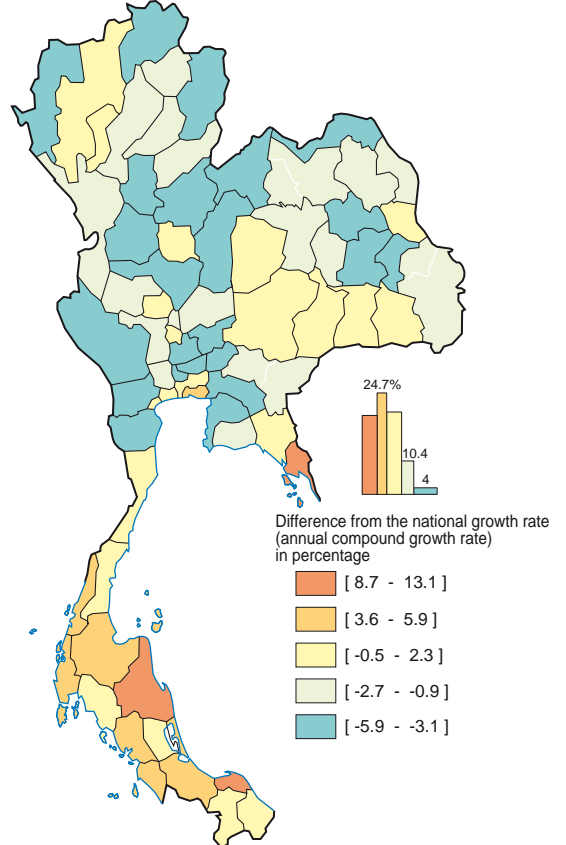 24.7%
10.4
4
Difference from the national growth rate
(annual compound growth rate)
in percentage
[ 8.7 - 13.1 ]
[ 3.6 - 5.9 ]
[ -0.5 - 2.3 ]
[ -2.7 - -0.9 ]
[ -5.9 - -3.1 ]